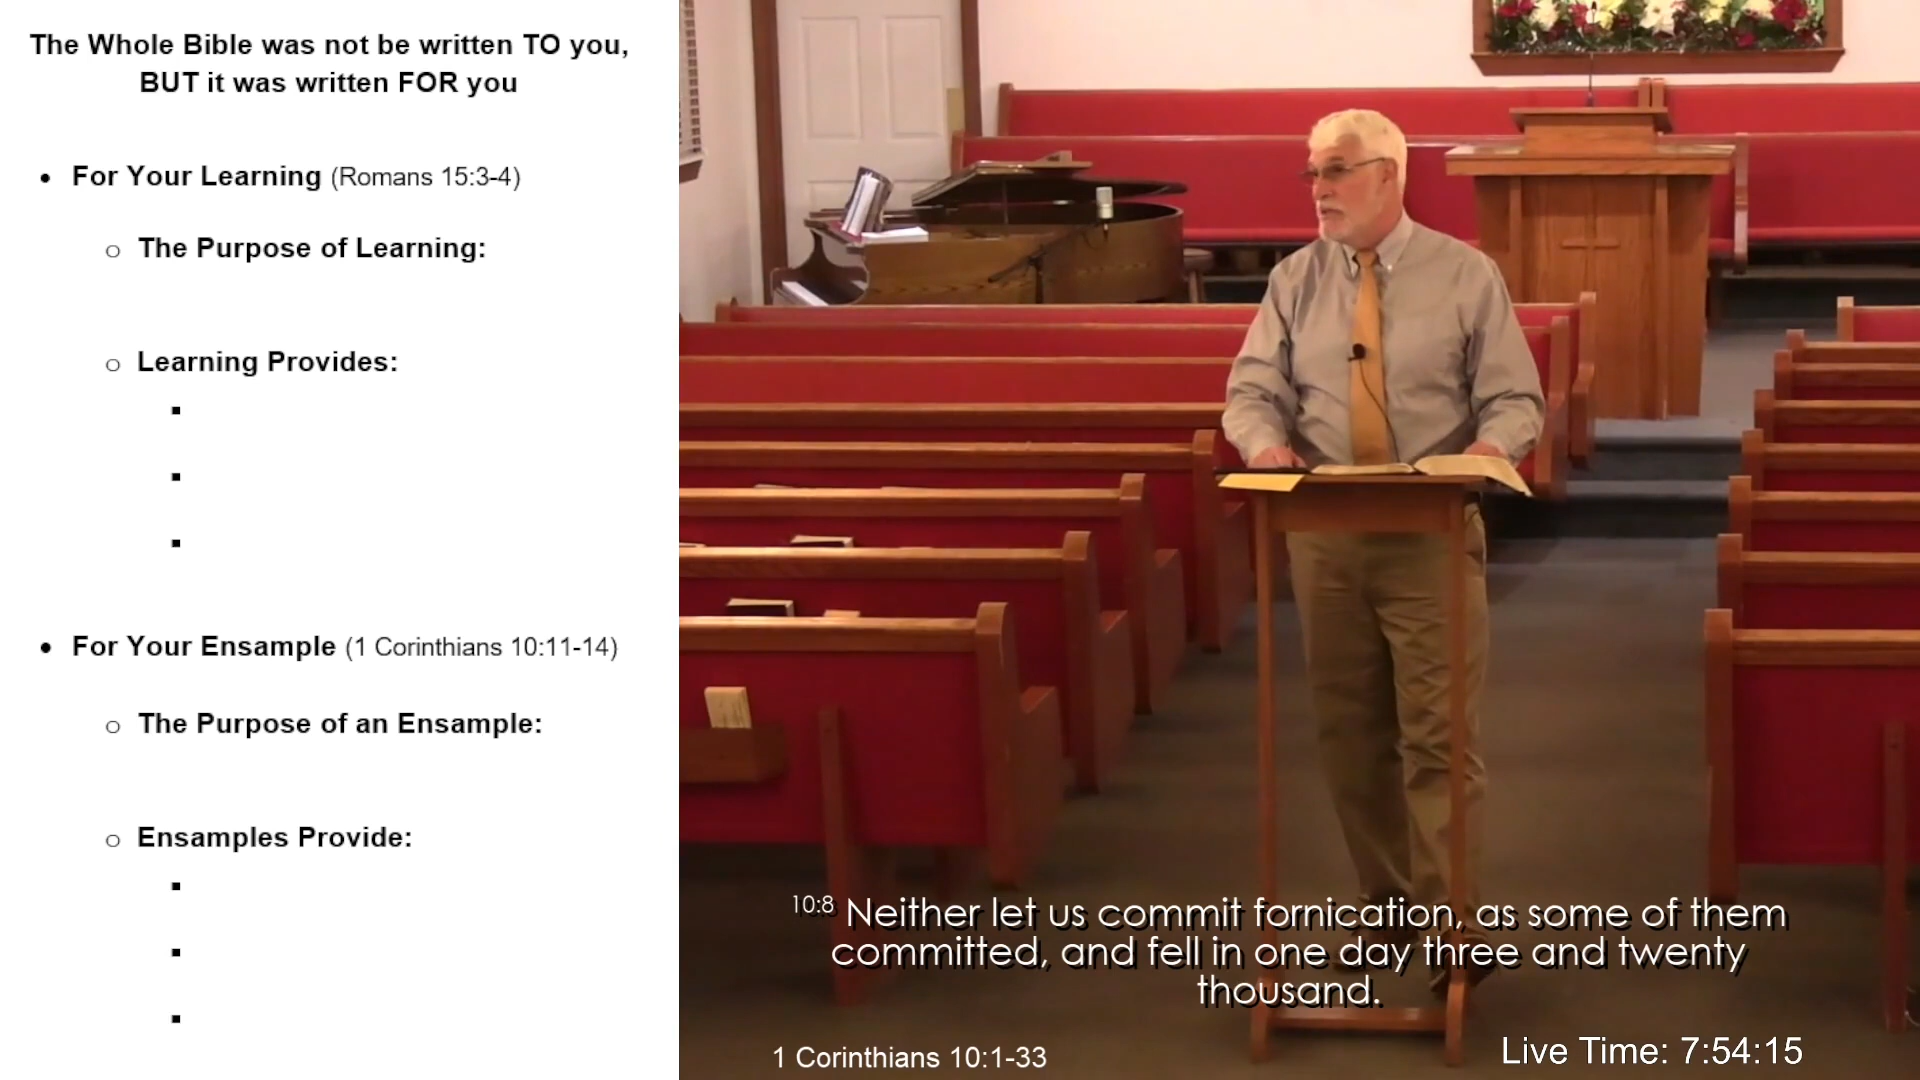 The Whole Bible was not be written TO you,
BUT it was written FOR you
• For Your Learning (Romans 15:3-4)
o The Purpose of Learning:
o Learning Provides:
▪
▪
▪
• For Your Ensample (1 Corinthians 10:11-14)
o The Purpose of an Ensample:
o Ensamples Provide:
▪
▪
▪
10:8 Neither let us commit fornication, as some of them
committed, and fell in one day three and twenty
thousand.
1 Corinthians 10:1-33
Live Time: 7:54:15